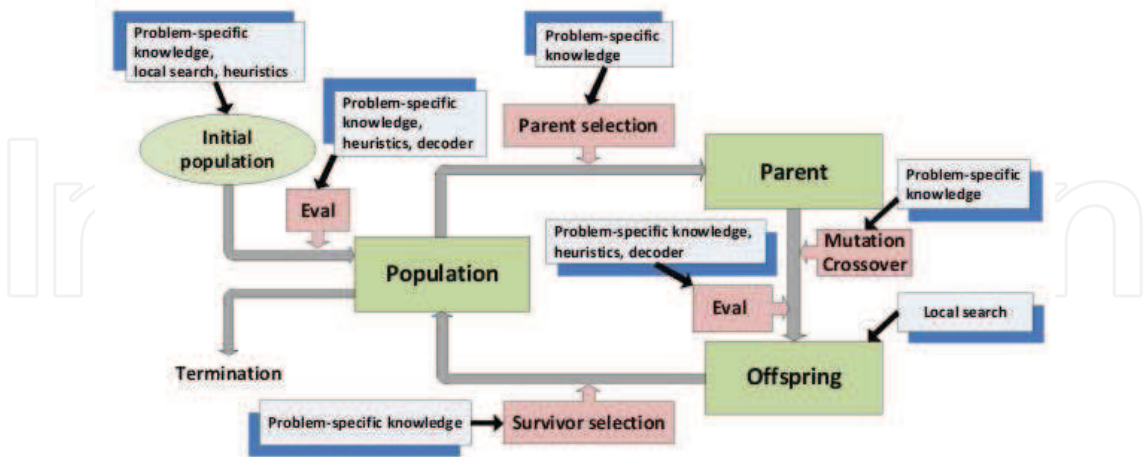 Problem-specific
knowledge,
local search, heuristics
Problem-specific
knowledge
Problem-specific
knowledge,
heuristics, decoder
Initial
population
Parent selection
Parent
Problem-specific
knowledge
Eval
Problem-specific knowledge,
heuristics, decoder
Mutation
Crossover
Population
Eval
Local search
Termination
Offspring
Problem-specific knowledge
Survivor selection